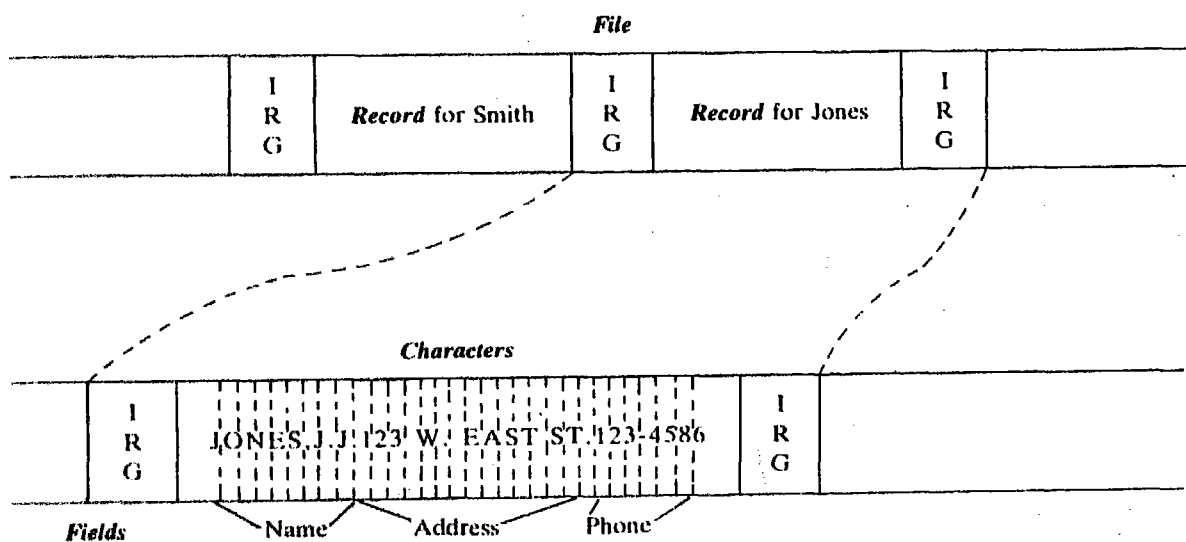 File
I
R
G
Record for Smith
I
R
G
Record for Jones
I
R
G
Characters
I
R
G
JONES,J.J.123 W. EAST ST.123-4586
I
R
G
Fields
Name
Address
Phone